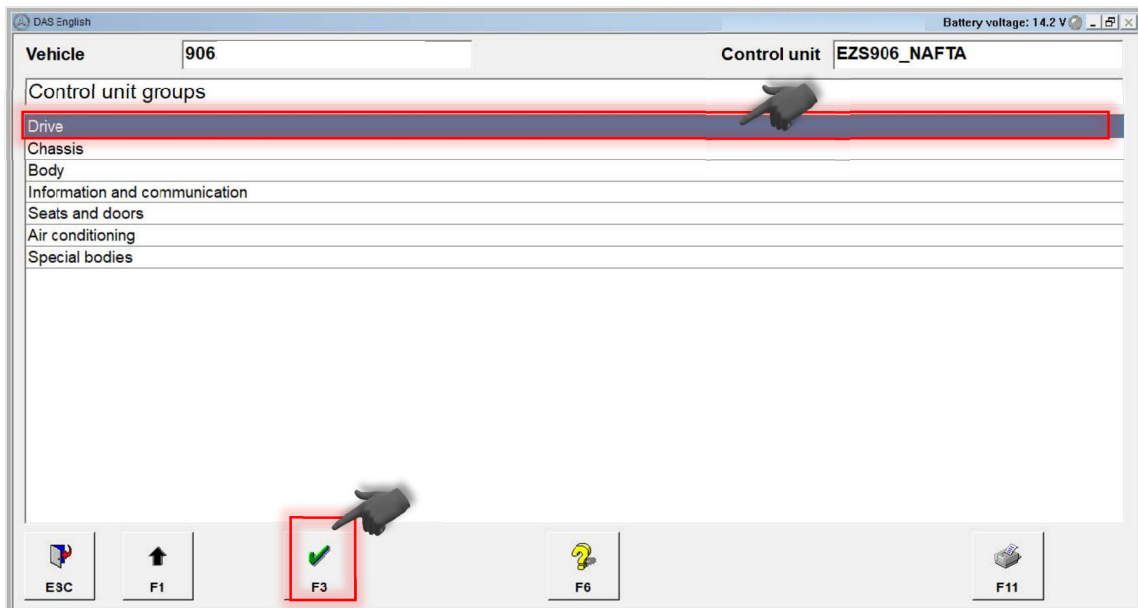 DAS English Battery voltage: 14.2 V
Vehicle 906 Control unit EZS906_NAFTA
Control unit groups
Drive
Chassis
Body
Information and communication
Seats and doors
Air conditioning
Special bodies
ESC F1 F3 F6 F11